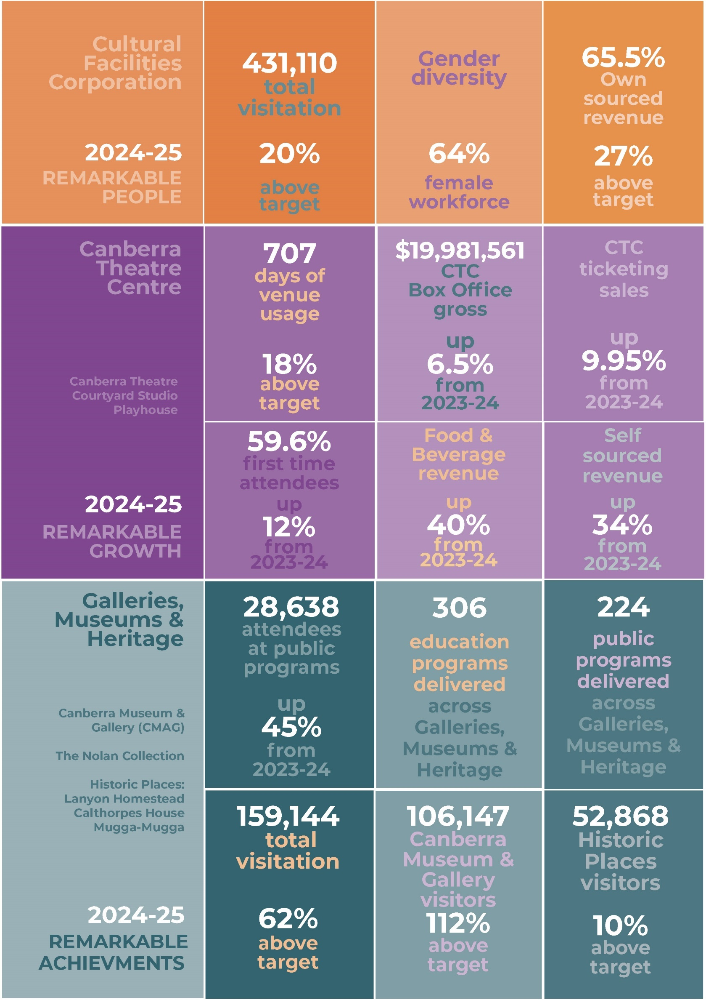 Cultural
Facilities
Corporation
2024-25
REMARKABLE
PEOPLE
431,110
total
visitation
20%
above
target
Gender
diversity
64%
female
workforce
65.5%
Own
sourced
revenue
27%
above
target
Canberra
Theatre
Centre
Canberra Theatre
Courtyard Studio
Playhouse
2024-25
REMARKABLE
GROWTH
707
days of
venue
usage
18%
above
target
$19,981,561
CTC
Box Office
gross
up
6.5%
from
2023-24
CTC
ticketing
sales
up
9.95%
from
2023-24
59.6%
first time
attendees
up
12%
from
2023-24
Food &
Beverage
revenue
up
40%
from
2023-24
Self
sourced
revenue
up
34%
from
2023-24
Galleries,
Museums &
Heritage
Canberra Museum &
Gallery (CMAG)
The Nolan Collection
Historic Places:
Lanyon Homestead
Calthorpes House
Mugga-Mugga
2024-25
REMARKABLE
ACHIEVMENTS
28,638
attendees
at public
programs
up
45%
from
2023-24
306
education
programs
delivered
across
Galleries,
Museums &
Heritage
224
public
programs
delivered
across
Galleries,
Museums &
Heritage
159,144
total
visitation
62%
above
target
106,147
Canberra
Museum &
Gallery
visitors
112%
above
target
52,868
Historic
Places
visitors
10%
above
target